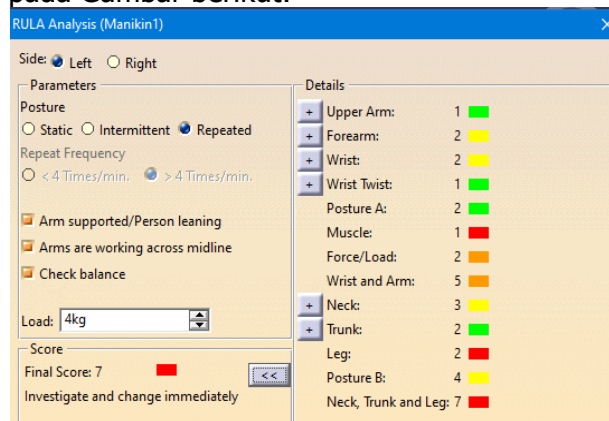 pada Gambar berikut.
RULA Analysis (Manikin1)
Side: Left Right
Parameters
Posture
Static Intermittent Repeated
Repeat Frequency
< 4 Times/min. > 4 Times/min.
Arm supported/Person leaning
Arms are working across midline
Check balance
Load: 4kg
Score
Final Score: 7
<<
Investigate and change immediately
Details
+ Upper Arm: 1
+ Forearm: 2
+ Wrist: 2
+ Wrist Twist: 1
Posture A: 2
Muscle: 1
Force/Load: 2
Wrist and Arm: 5
+ Neck: 3
+ Trunk: 2
Leg: 2
Posture B: 4
Neck, Trunk and Leg: 7